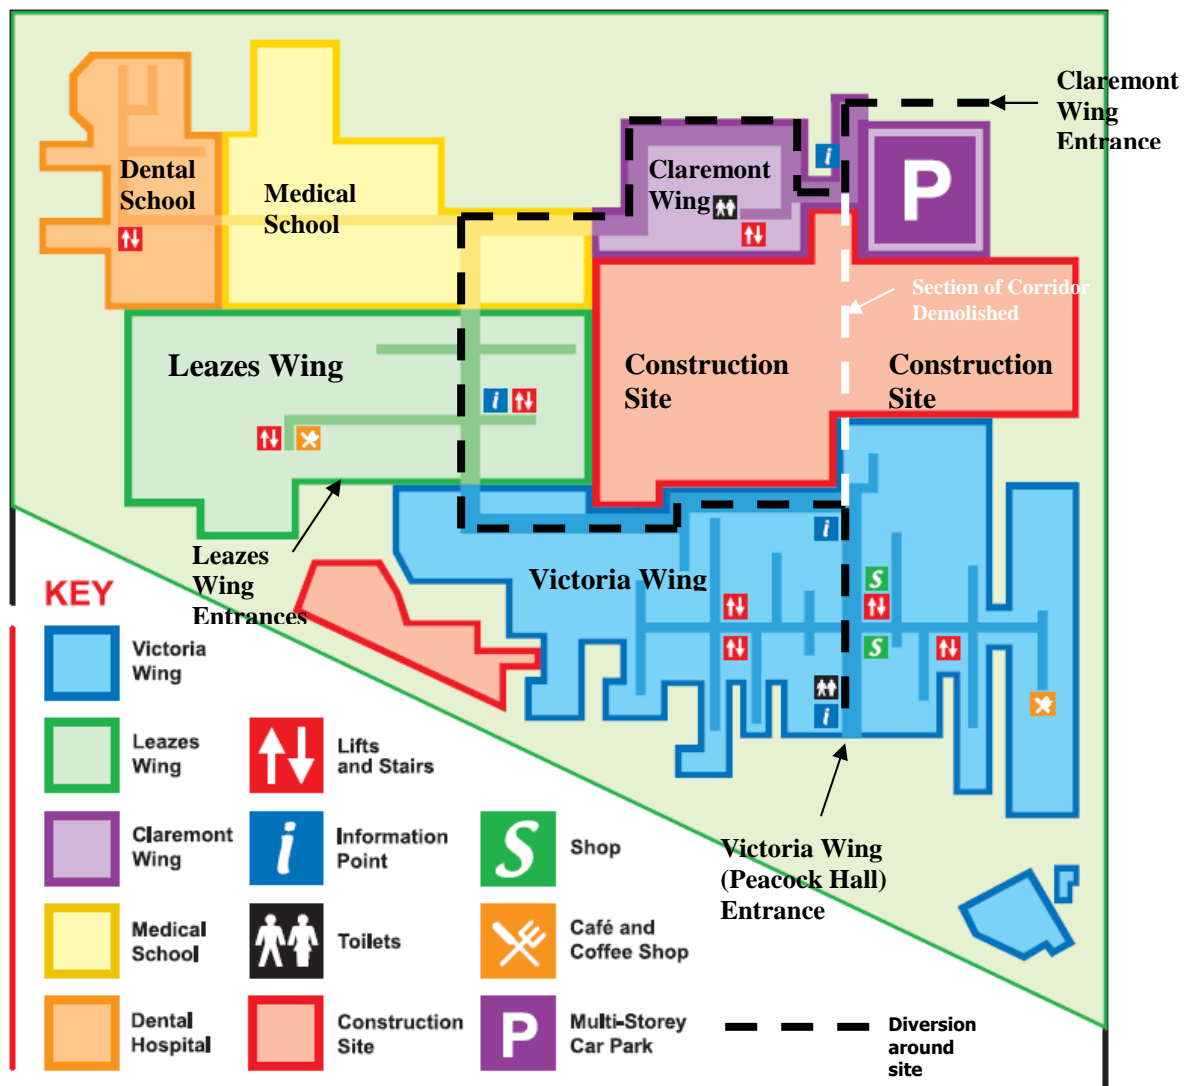 Claremont
Wing
Entrance
Dental
School
Medical
School
Claremont
Wing
i
P
Section of Corridor
Demolished
Leazes Wing
Construction
Site
Construction
Site
i
Leazes
Wing
Entrances
Victoria Wing
i
S
S
i
Victoria Wing
(Peacock Hall)
Entrance
KEY
Victoria
Wing
Leazes
Wing
Lifts
and Stairs
Claremont
Wing
i
Information
Point
S
Shop
Medical
School
Toilets
Café and
Coffee Shop
Dental
Hospital
Construction
Site
P
Multi-Storey
Car Park
Diversion
around
site